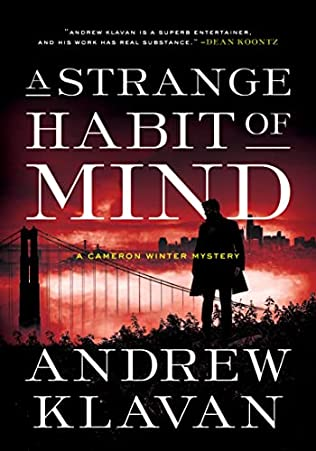 "ANDREW KLAVAN IS A SUPERB ENTERTAINER,
AND HIS WORK HAS REAL SUBSTANCE." –DEAN KOONTZ
A STRANGE
HABIT OF
MIND
A CAMERON WINTER MYSTERY
ANDREW
KLAVAN